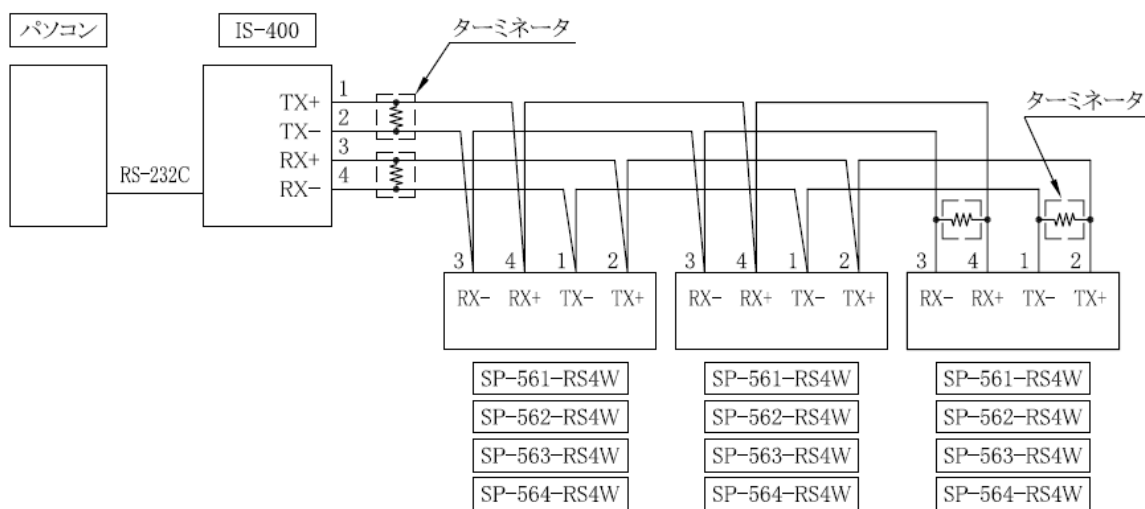 パソコン
IS-400
ターミネータ
ターミネータ
TX+
1
TX-
2
RX+
3
RX-
4
RS-232C
3 4 1 2
RX- RX+ TX- TX+
3 4 1 2
RX- RX+ TX- TX+
3 4 1 2
RX- RX+ TX- TX+
SP-561-RS4W
SP-562-RS4W
SP-563-RS4W
SP-564-RS4W
SP-561-RS4W
SP-562-RS4W
SP-563-RS4W
SP-564-RS4W
SP-561-RS4W
SP-562-RS4W
SP-563-RS4W
SP-564-RS4W